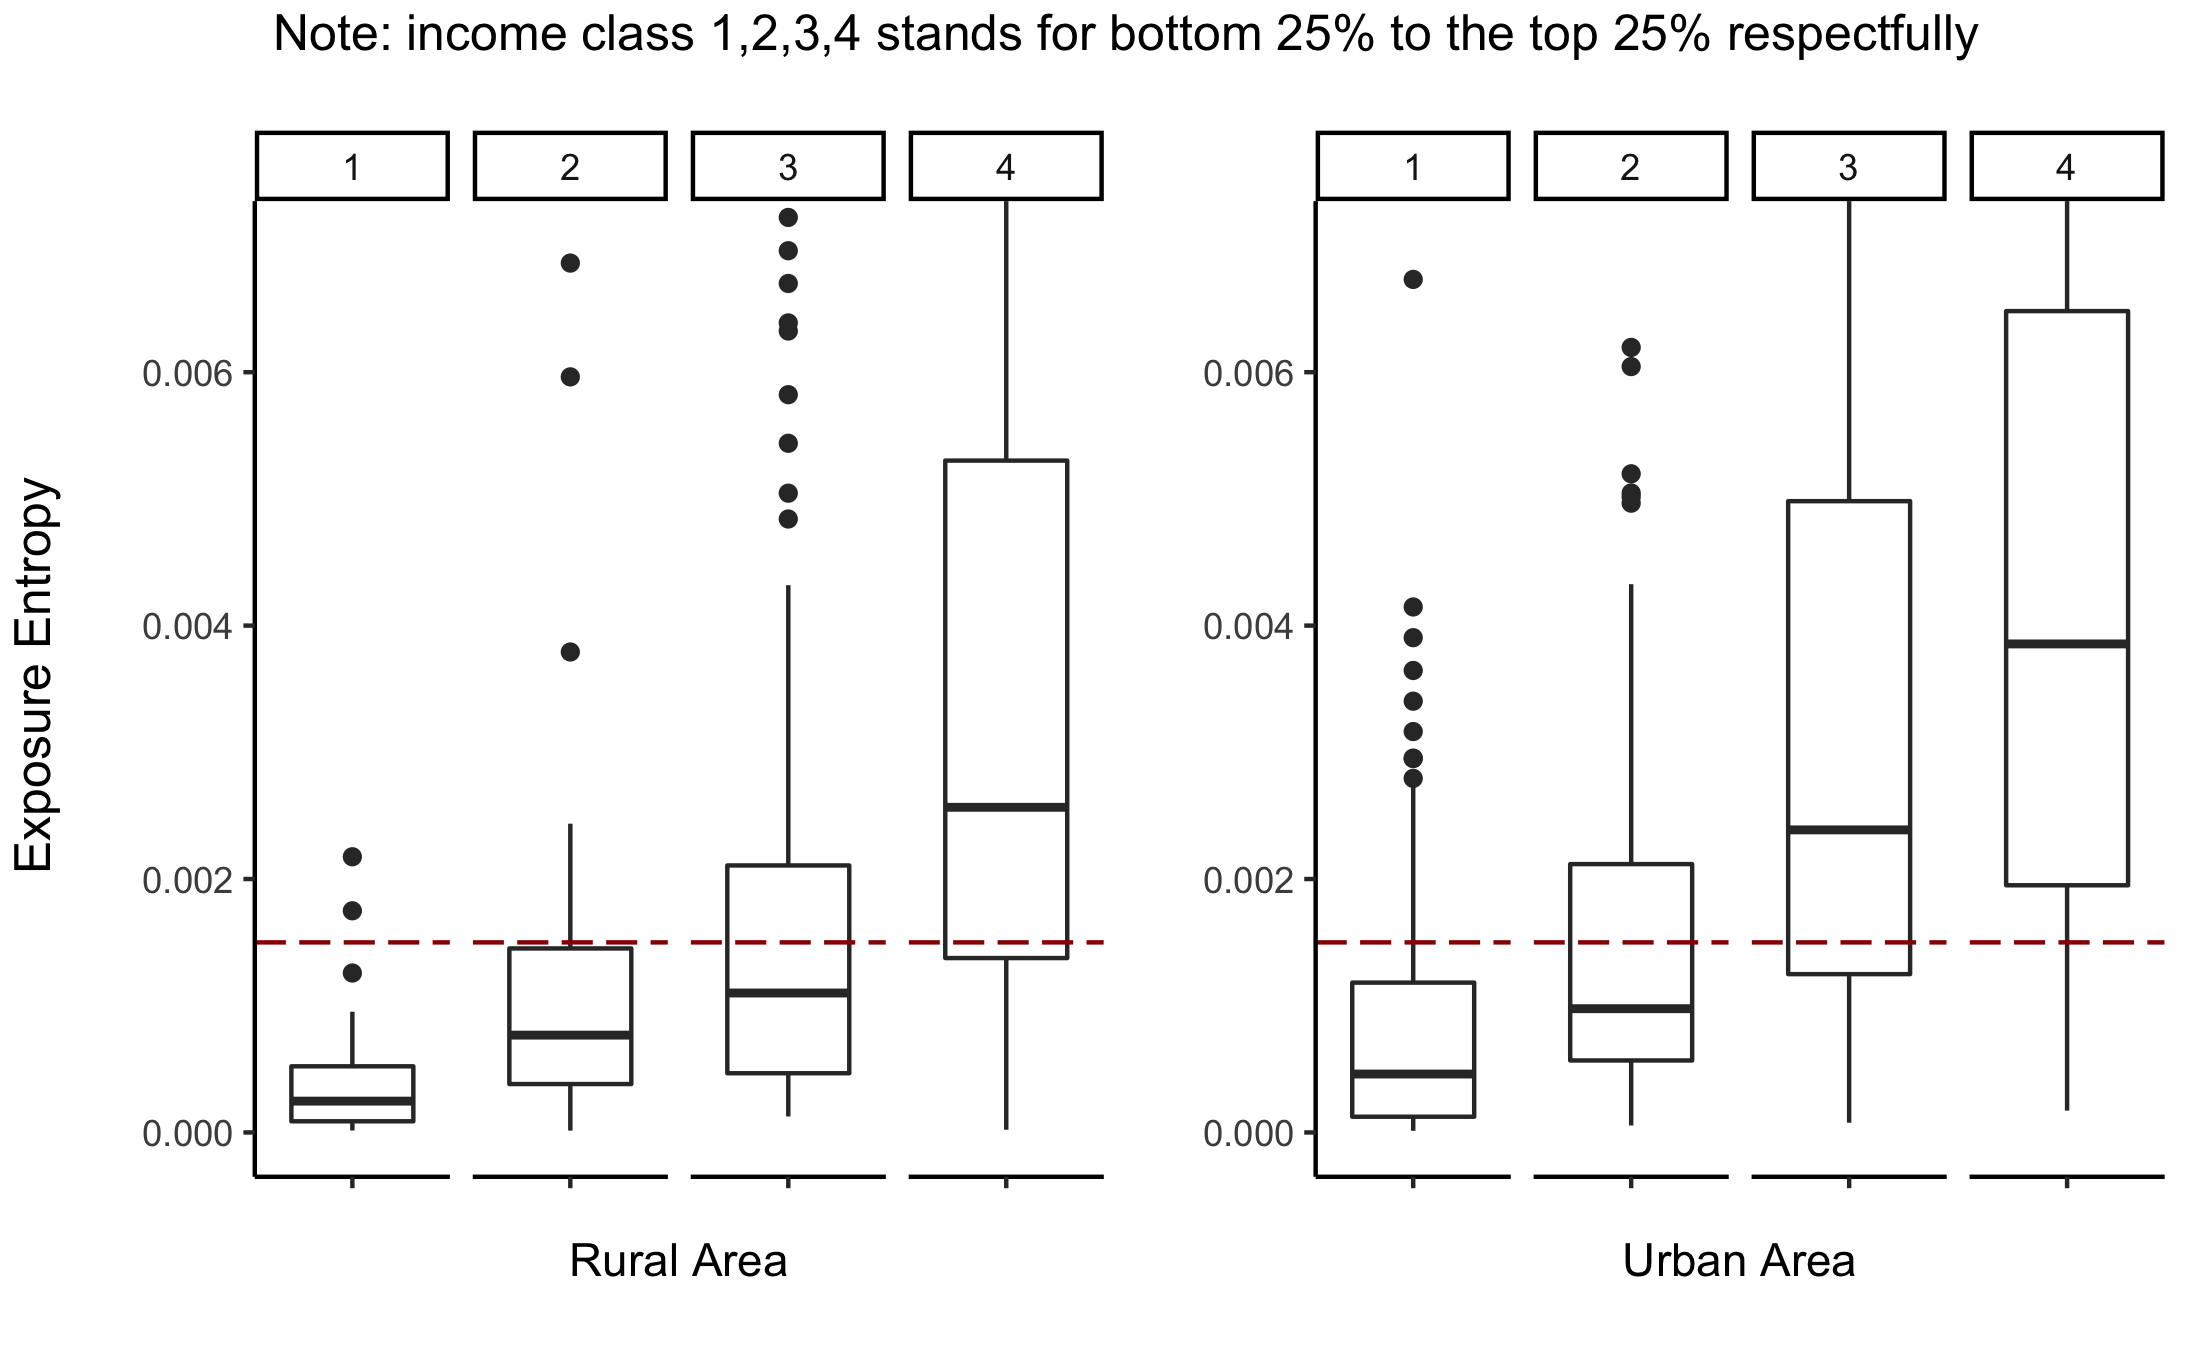 Note: income class 1,2,3,4 stands for bottom 25% to the top 25% respectfully
1 2 3 4
1 2 3 4
Exposure Entropy
0.006
0.004
0.002
0.000
0.006
0.004
0.002
0.000
Rural Area
Urban Area